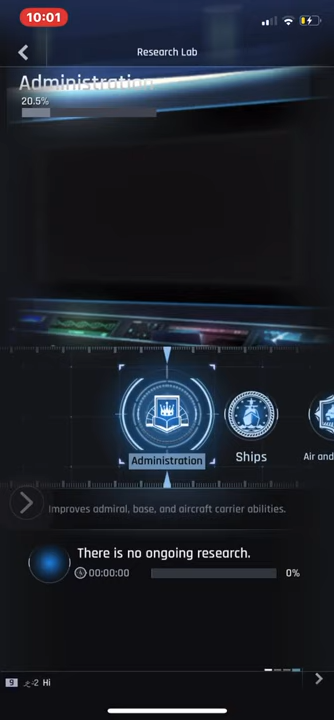 10:01
Research Lab
Administration
20.5%
Administration
Ships
Air and
Improves admiral, base, and aircraft carrier abilities.
There is no ongoing research.
00:00:00
0%
9
Hi